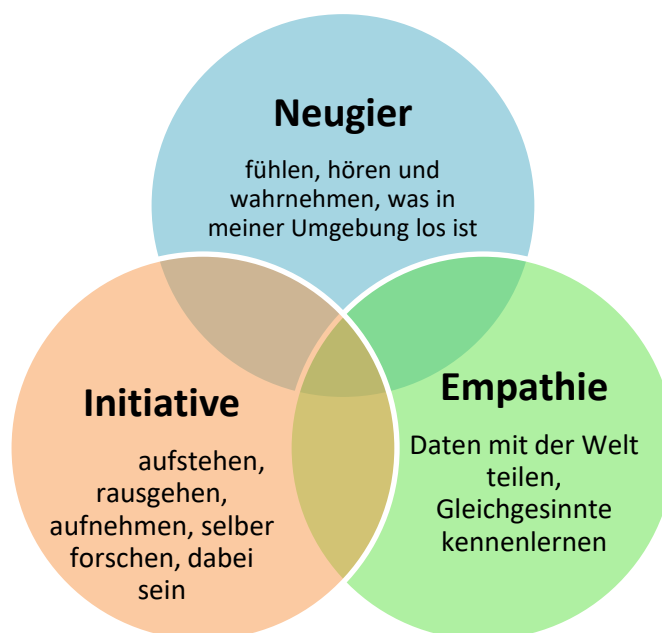 Neugier
fühlen, hören und
wahrnehmen, was in
meiner Umgebung los ist
Initiative
aufstehen,
rausgehen,
aufnehmen, selber
forschen, dabei
sein
Empathie
Daten mit der Welt
teilen,
Gleichgesinnte
kennenlernen